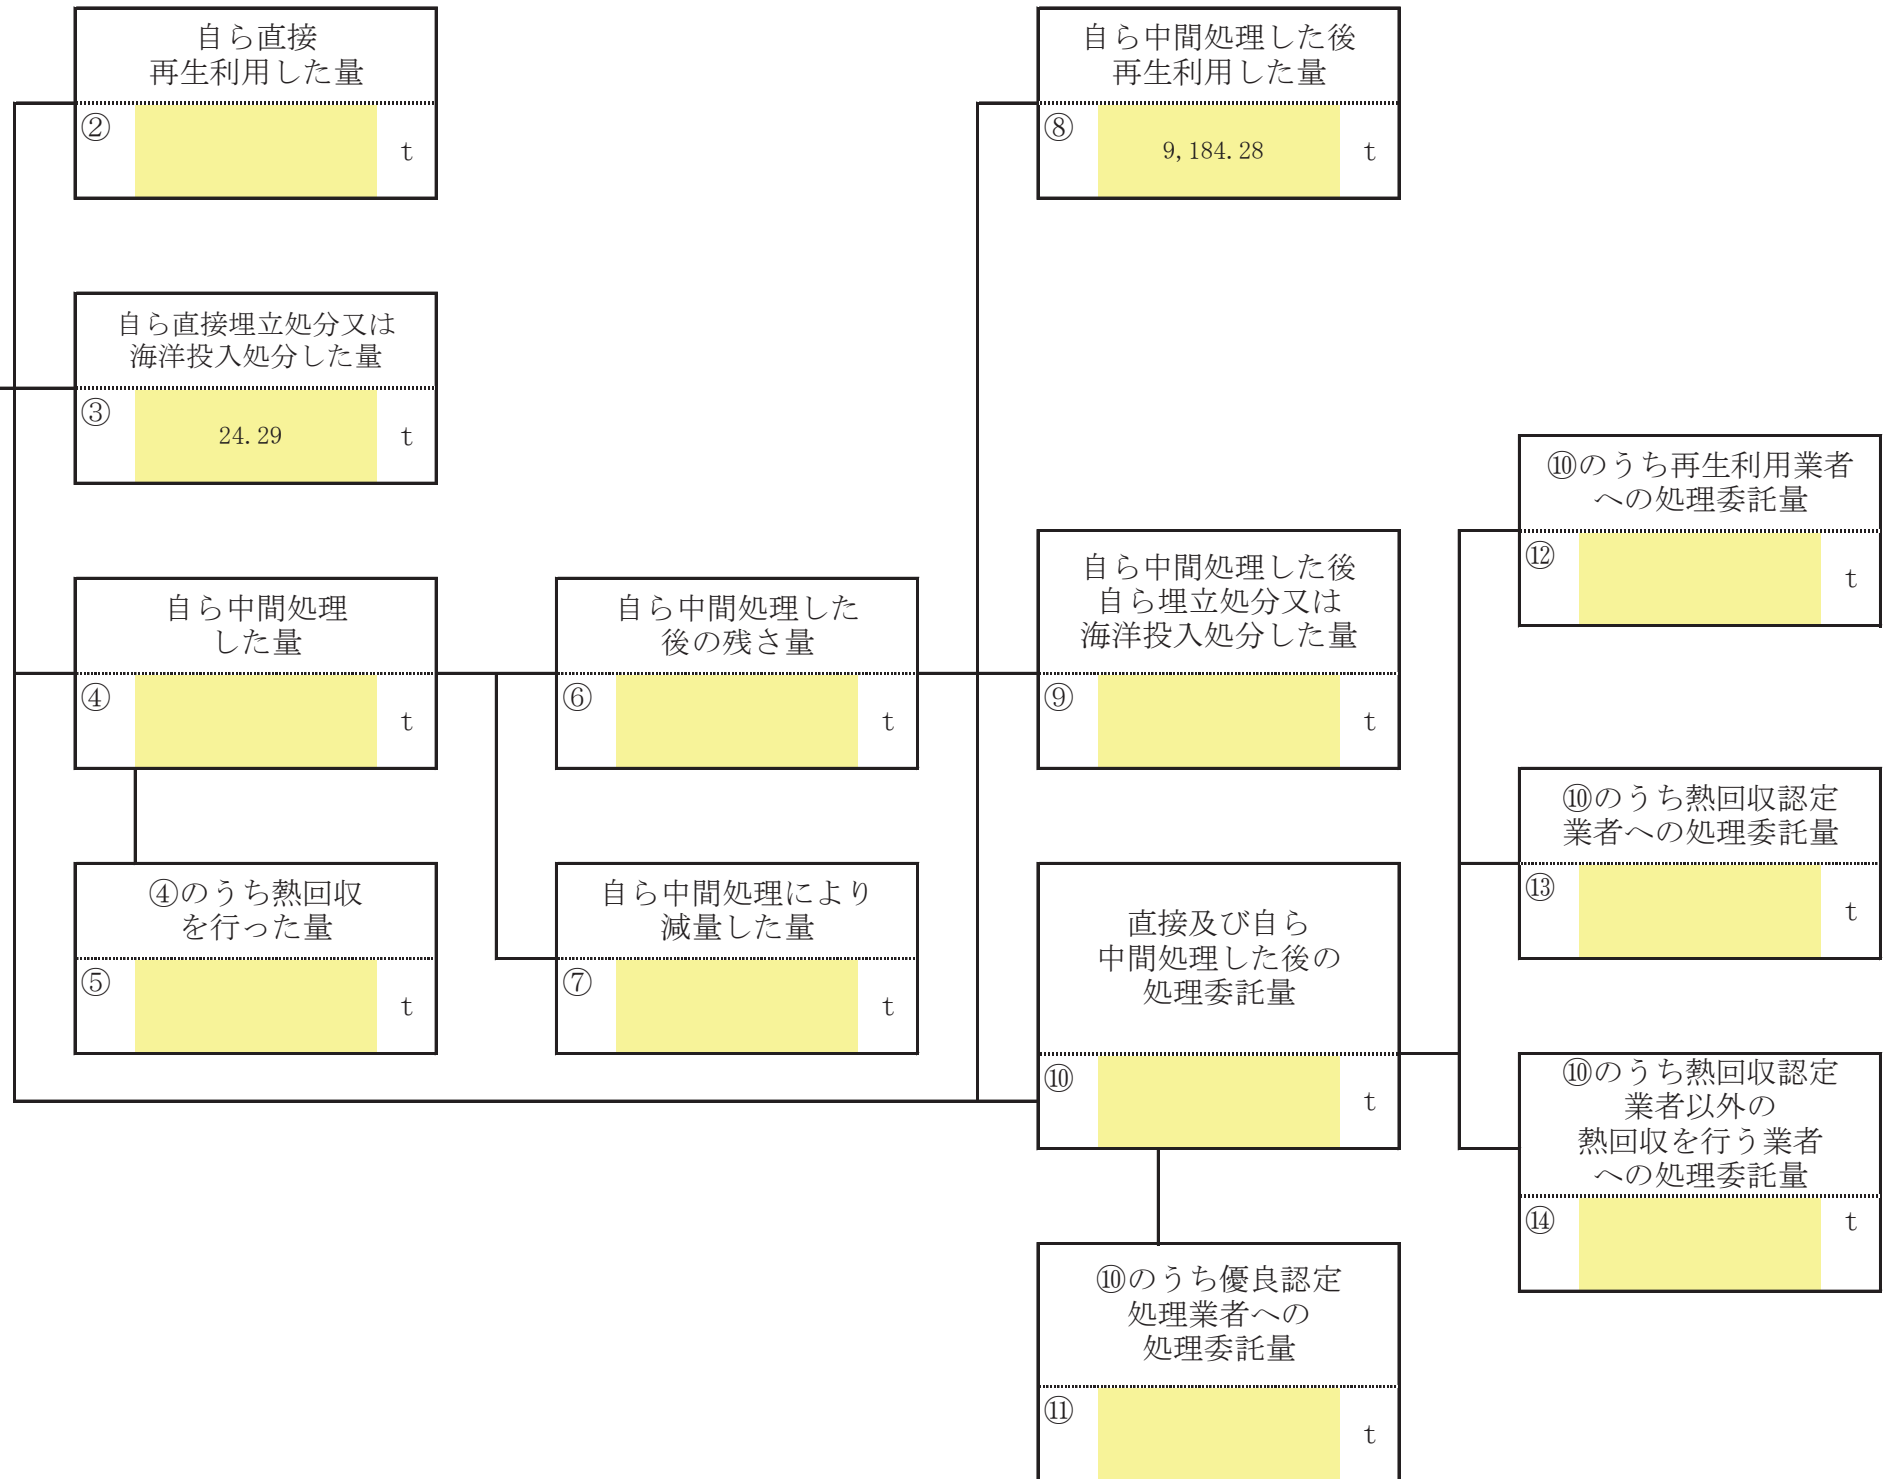 自ら直接
再生利用した量
②
t
自ら中間処理した後
再生利用した量
⑧
9,184.28
t
自ら直接埋立処分又は
海洋投入処分した量
③
24.29
t
⑩のうち再生利用業者
への処理委託量
⑫
t
自ら中間処理
した量
④
t
自ら中間処理した
後の残さ量
⑥
t
自ら中間処理した後
自ら埋立処分又は
海洋投入処分した量
⑨
t
⑩のうち熱回収認定
業者への処理委託量
⑬
t
④のうち熱回収
を行った量
⑤
t
自ら中間処理により
減量した量
⑦
t
直接及び自ら
中間処理した後の
処理委託量
⑩
t
⑩のうち熱回収認定
業者以外の
熱回収を行う業者
への処理委託量
⑭
t
⑩のうち優良認定
処理業者への
処理委託量
⑪
t